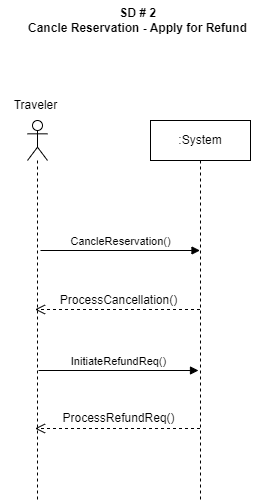 SD # 2
Cancle Reservation - Apply for Refund
Traveler
:System
CancleReservation()
ProcessCancellation()
InitiateRefundReq()
ProcessRefundReq()